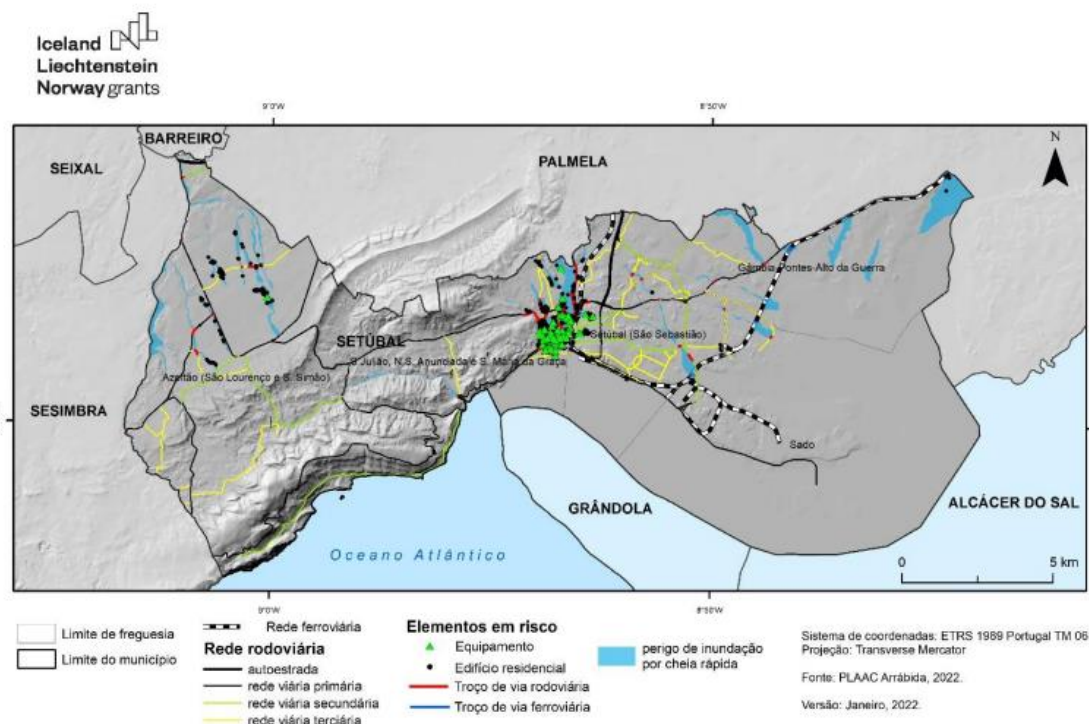 Iceland
Liechtenstein
Norway grants
9°0'W
8°50'W
BARREIRO
SEIXAL
PALMELA
N
Gâmbia Pontes-Alto da Guerra
SETÚBAL
Setúbal (São Sebastião)
S Julião, N.S. Anunciada e S. Maria da Graça
Azeitão (São Lourenço e S. Simão)
SESIMBRA
Sado
GRÂNDOLA
ALCÁCER DO SAL
Oceano Atlântico
0 5 km
9°0'W
8°50'W
Limite de freguesia
Limite do município
Rede ferroviária
Rede rodoviária
autoestrada
rede viária primária
rede viária secundária
rede viária terciária
Elementos em risco
Equipamento
Edifício residencial
Troço de via rodoviária
Troço de via ferroviária
perigo de inundação
por cheia rápida
Sistema de coordenadas: ETRS 1989 Portugal TM 06
Projeção: Transverse Mercator
Fonte: PLAAC Arrábida, 2022.
Versão: Janeiro, 2022.